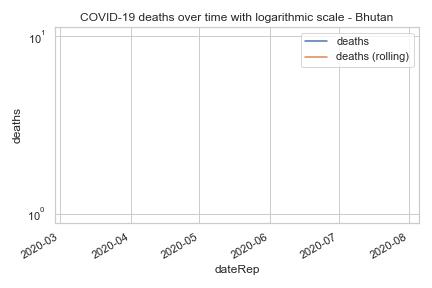 COVID-19 deaths over time with logarithmic scale - Bhutan
deaths
deaths (rolling)
10¹
10⁰
deaths
2020-03
2020-04
2020-05
2020-06
2020-07
2020-08
dateRep